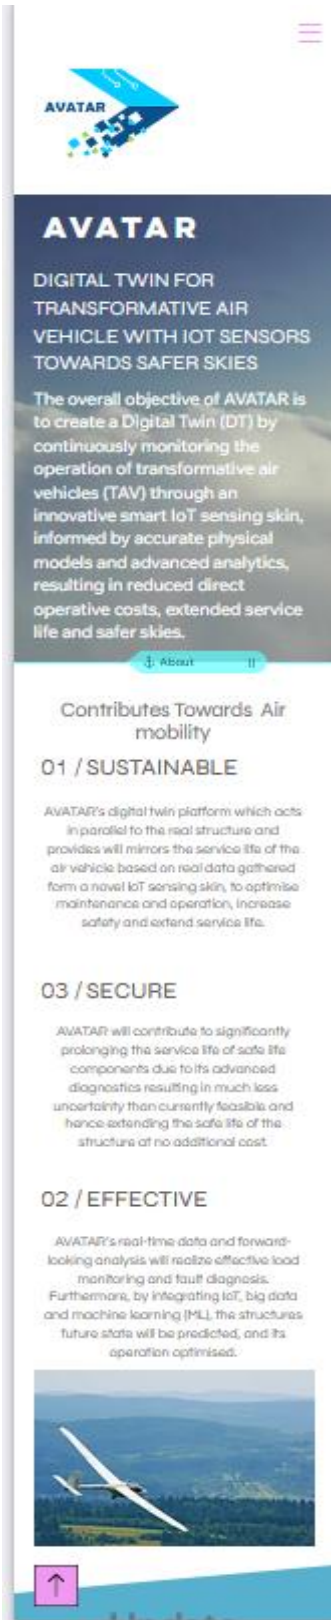 AVATAR
AVATAR
DIGITAL TWIN FOR
TRANSFORMATIVE AIR
VEHICLE WITH IOT SENSORS
TOWARDS SAFER SKIES
The overall objective of AVATAR is
to create a Digital Twin (DT) by
continuously monitoring the
operation of transformative air
vehicles (TAV) through an
innovative smart IoT sensing skin,
informed by accurate physical
models and advanced analytics,
resulting in reduced direct
operative costs, extended service
life and safer skies.
About
Contributes Towards Air
mobility
01 / SUSTAINABLE
AVATAR's digital twin platform which acts
in parallel to the real structure and
provides will mirrors the service life of the
air vehicle based on real data gathered
form a novel IoT sensing skin, to optimise
maintenance and operation, increase
safety and extend service life.
03 / SECURE
AVATAR will contribute to significantly
prolonging the service life of safe life
components due to its advanced
diagnostics resulting in much less
uncertainty than currently feasible and
hence extending the safe life of the
structure at no additional cost.
02 / EFFECTIVE
AVATAR's real-time data and forward-
looking analysis will realize effective load
monitoring and fault diagnosis.
Furthermore, by integrating IoT, big data
and machine learning (ML), the structures
future state will be predicted, and its
operation optimised.